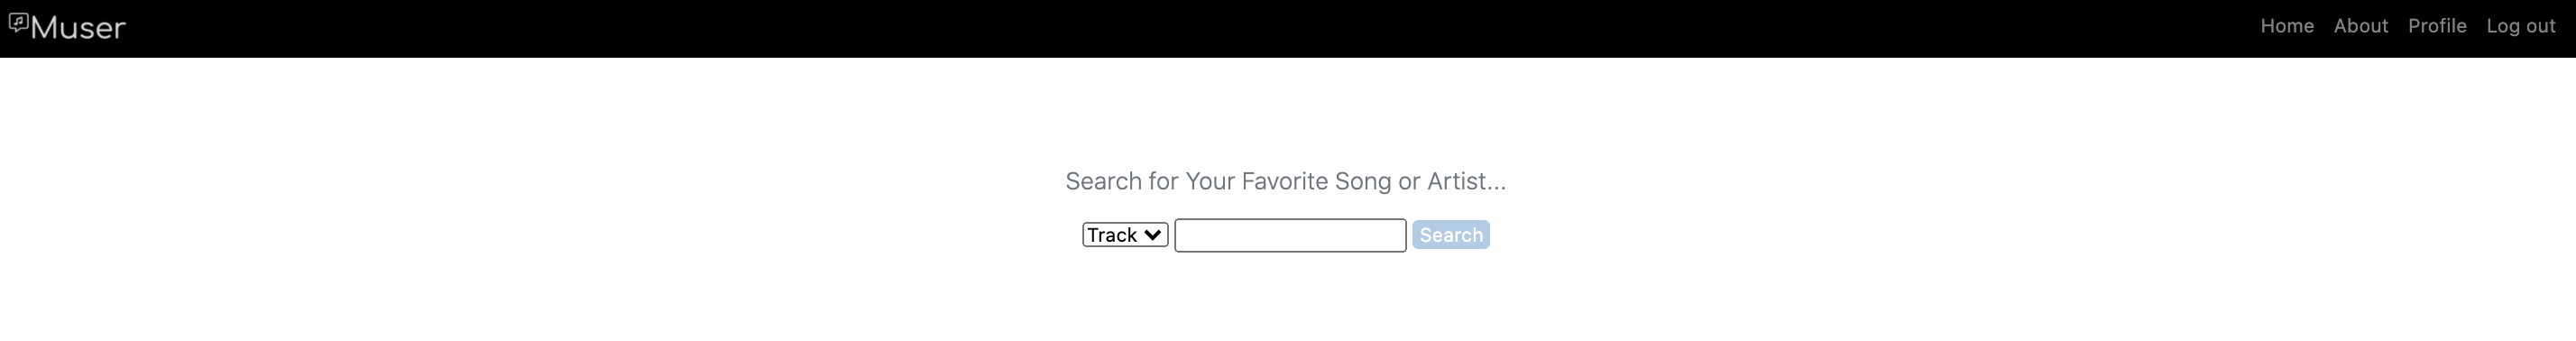 Muser Home About Profile Log out
Search for Your Favorite Song or Artist...
Track Search